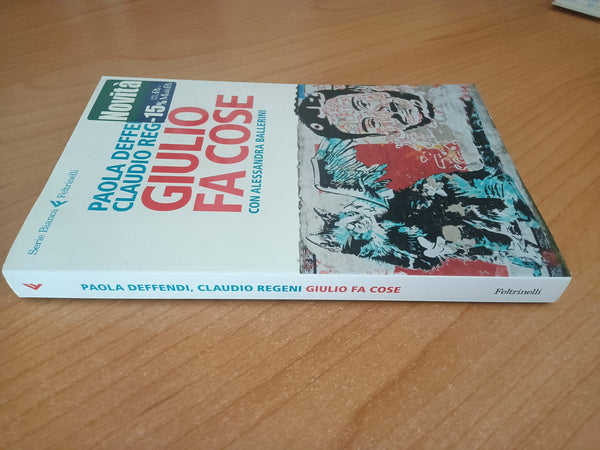 Serie Bianca Feltrinelli
Novità
-15%
PAOLA DEFFE
CLAUDIO REG
GIULIO
FA COSE
CON ALESSANDRA BALLERINI
PAOLA DEFFENDI, CLAUDIO REGENI GIULIO FA COSE
Feltrinelli